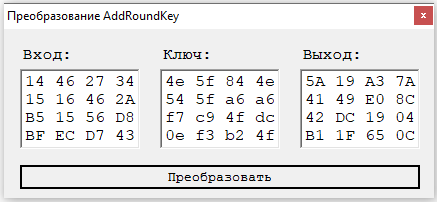 Преобразование AddRoundKey
Вход: Ключ: Выход:
14 46 27 34 4e 5f 84 4e 5A 19 A3 7A
15 16 46 2A 54 5f a6 a6 41 49 E0 8C
B5 15 56 D8 f7 c9 4f dc 42 DC 19 04
BF EC D7 43 0e f3 b2 4f B1 1F 65 0C
Преобразовать